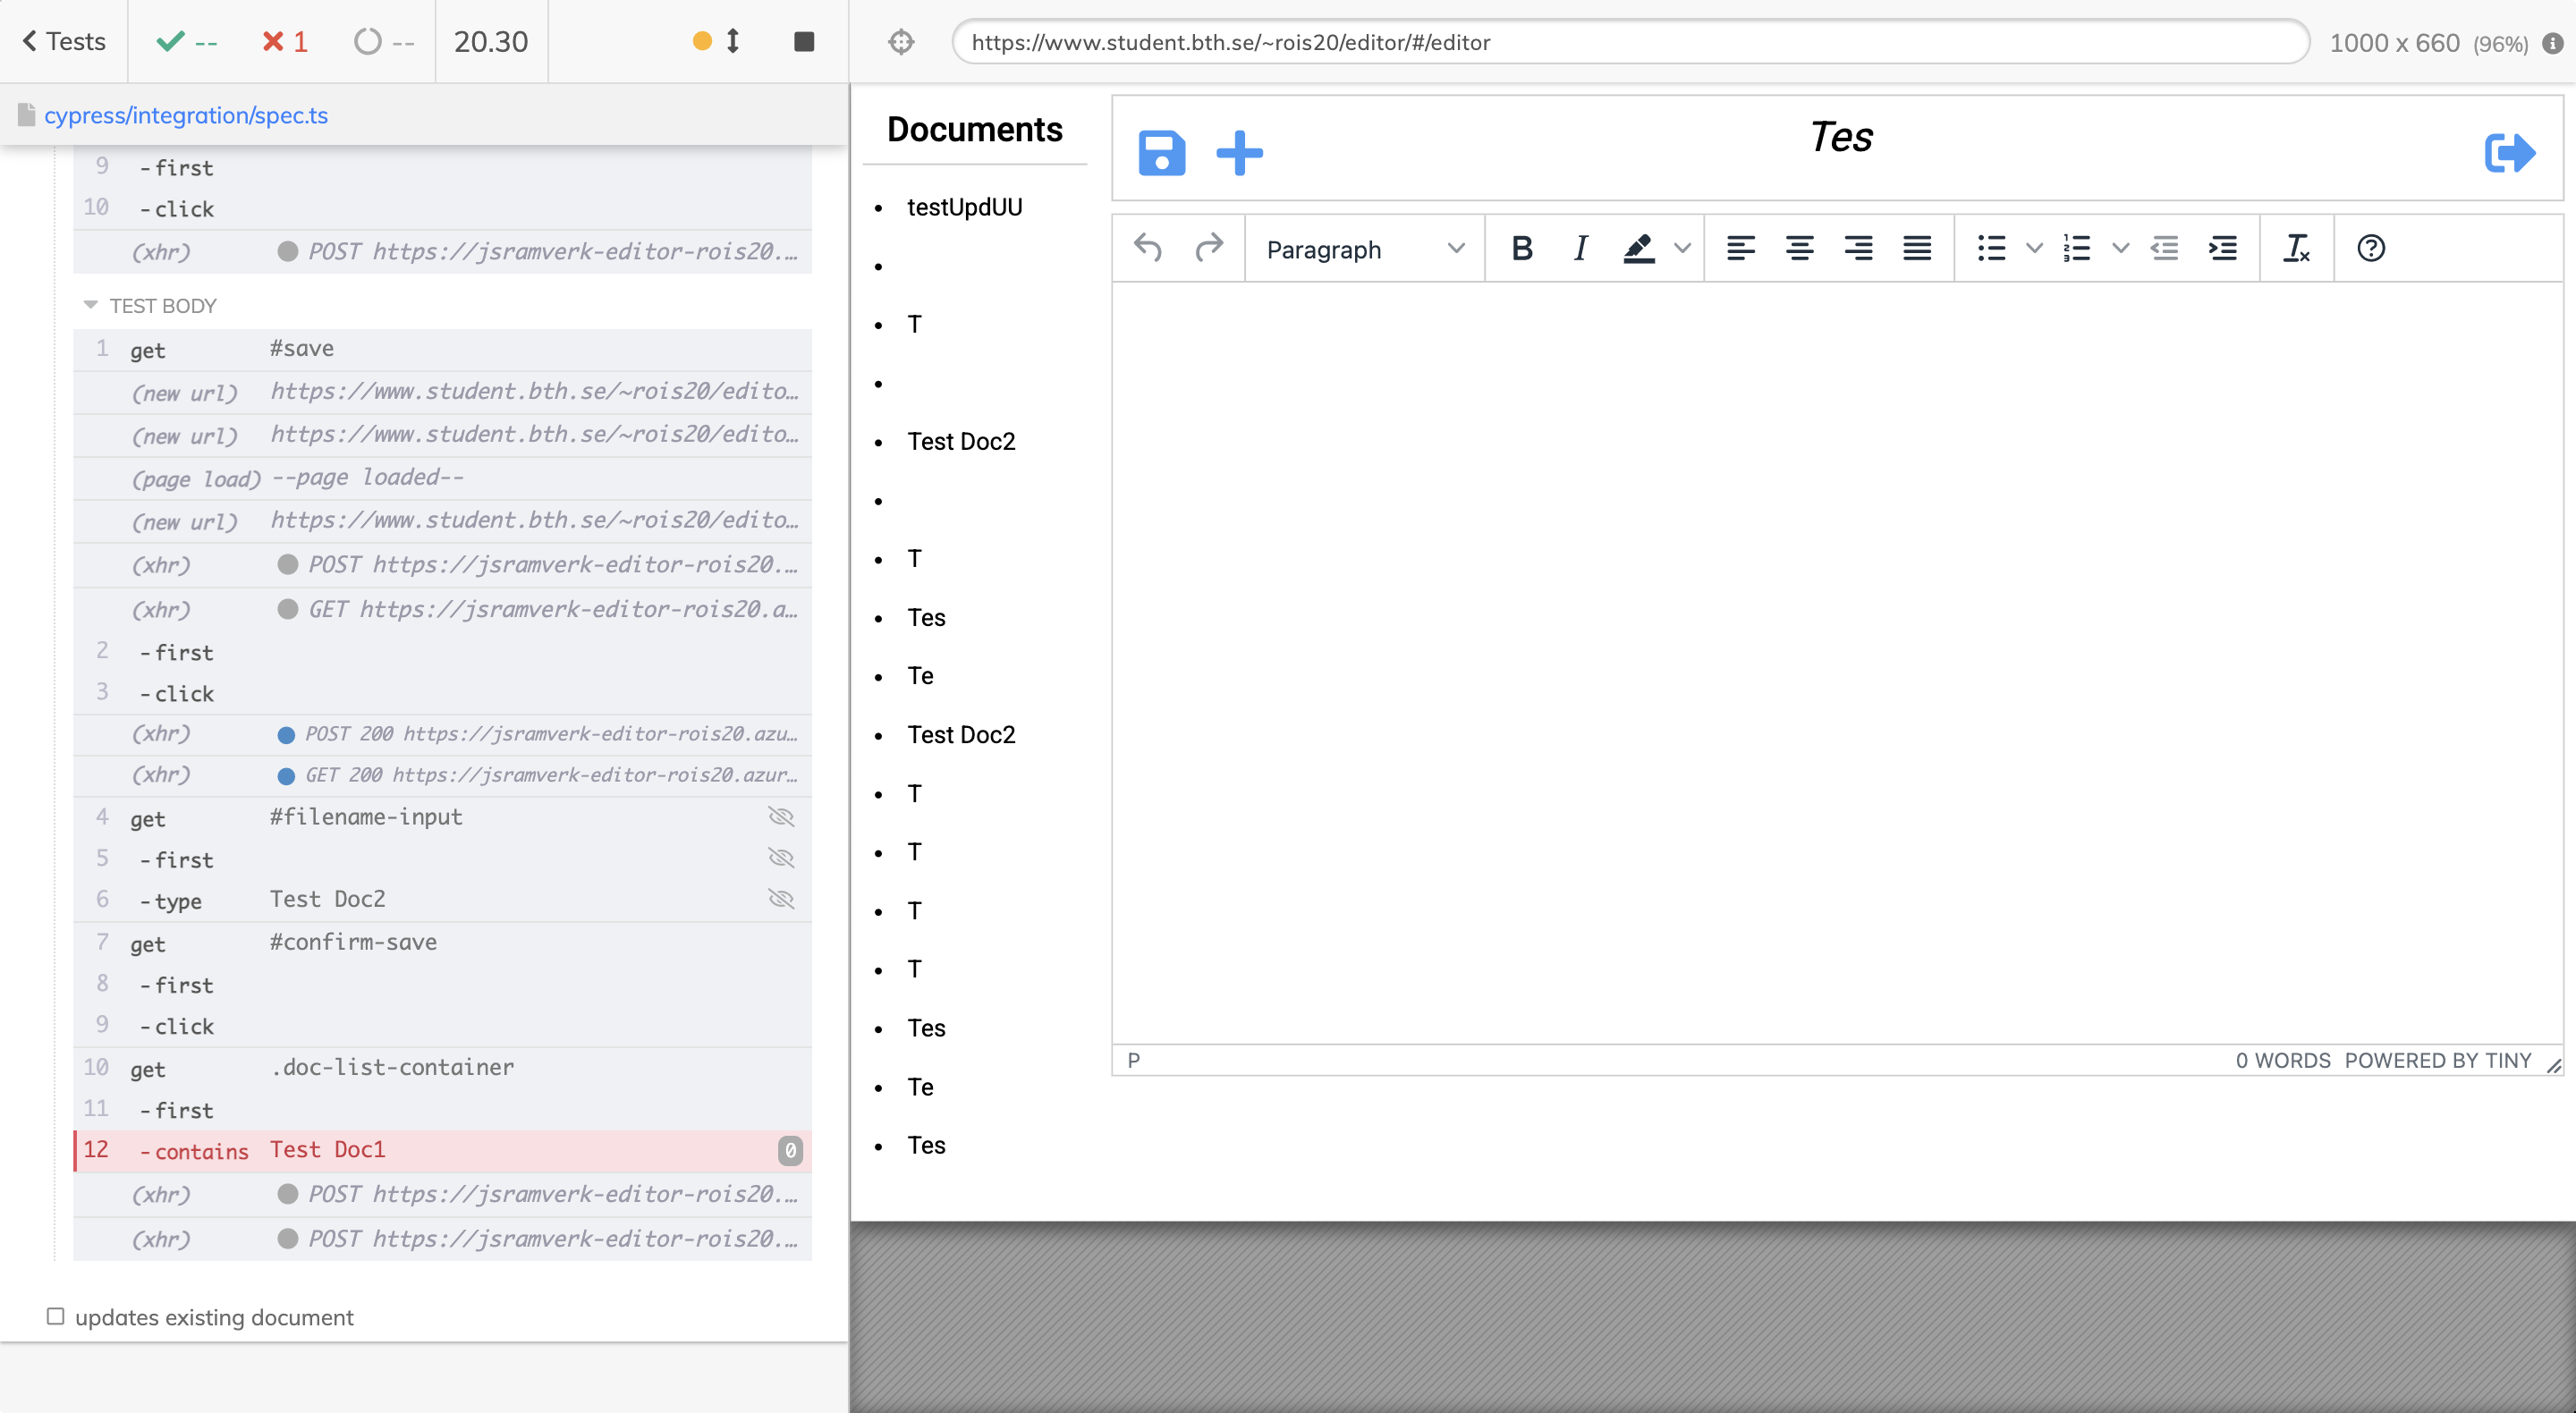 Tests -- 1 -- 20.30
cypress/integration/spec.ts
9 -first
10 -click
(xhr) POST https://jsramverk-editor-rois20.…
TEST BODY
1 get #save
(new url) https://www.student.bth.se/~rois20/edito…
(new url) https://www.student.bth.se/~rois20/edito…
(page load) --page loaded--
(new url) https://www.student.bth.se/~rois20/edito…
(xhr) POST https://jsramverk-editor-rois20.…
(xhr) GET https://jsramverk-editor-rois20.a…
2 -first
3 -click
(xhr) POST 200 https://jsramverk-editor-rois20.azu…
(xhr) GET 200 https://jsramverk-editor-rois20.azur…
4 get #filename-input
5 -first
6 -type Test Doc2
7 get #confirm-save
8 -first
9 -click
10 get .doc-list-container
11 -first
12 -contains Test Doc1 0
(xhr) POST https://jsramverk-editor-rois20.…
(xhr) POST https://jsramverk-editor-rois20.…
updates existing document
https://www.student.bth.se/~rois20/editor/#/editor 1000 x 660 (96%)
Documents
testUpdUU
T
Test Doc2
T
Tes
Te
Test Doc2
T
T
T
T
Tes
Te
Tes
Tes
Paragraph B I
P 0 WORDS POWERED BY TINY